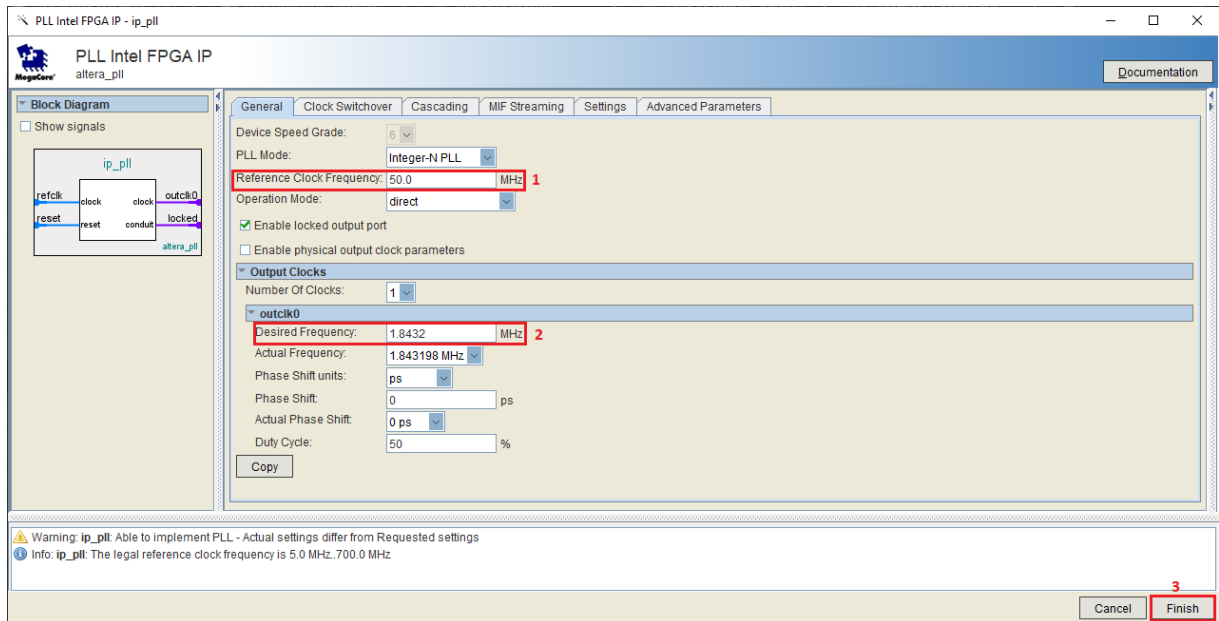 PLL Intel FPGA IP - ip_pll
PLL Intel FPGA IP
altera_pll
MegaCore'
Documentation
Block Diagram
Show signals
ip_pll
refclk
clock
clock
outclk0
reset
reset
conduit
locked
altera_pll
General
Clock Switchover
Cascading
MIF Streaming
Settings
Advanced Parameters
Device Speed Grade: 6
PLL Mode: Integer-N PLL
Reference Clock Frequency: 50.0 MHz 1
Operation Mode: direct
Enable locked output port
Enable physical output clock parameters
Output Clocks
Number Of Clocks: 1
outclk0
Desired Frequency: 1.8432 MHz 2
Actual Frequency: 1.843198 MHz
Phase Shift units: ps
Phase Shift: 0 ps
Actual Phase Shift: 0 ps
Duty Cycle: 50 %
Copy
Warning: ip_pll: Able to implement PLL - Actual settings differ from Requested settings
Info: ip_pll: The legal reference clock frequency is 5.0 MHz..700.0 MHz
3
Cancel Finish